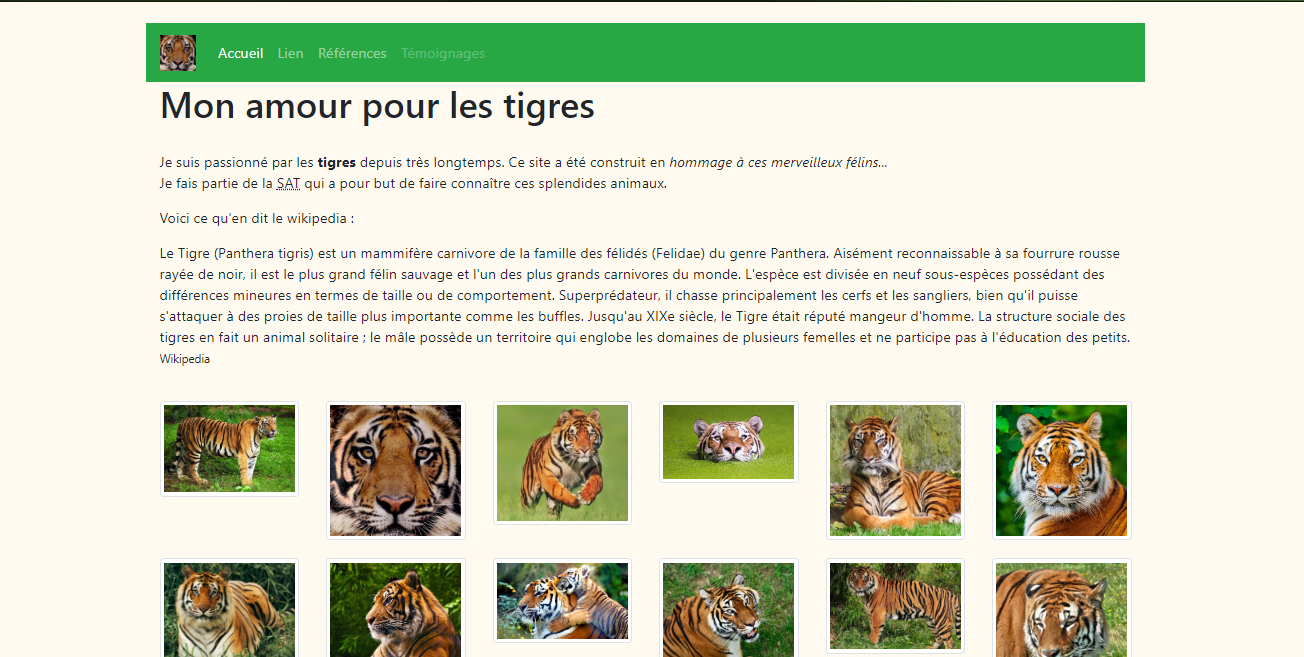 Accueil Lien Références Témoignages
Mon amour pour les tigres
Je suis passionné par les tigres depuis très longtemps. Ce site a été construit en hommage à ces merveilleux félins...
Je fais partie de la SAT qui a pour but de faire connaître ces splendides animaux.
Voici ce qu'en dit le wikipedia :
Le Tigre (Panthera tigris) est un mammifère carnivore de la famille des félidés (Felidae) du genre Panthera. Aisément reconnaissable à sa fourrure rousse
rayée de noir, il est le plus grand félin sauvage et l'un des plus grands carnivores du monde. L'espèce est divisée en neuf sous-espèces possédant des
différences mineures en termes de taille ou de comportement. Superprédateur, il chasse principalement les cerfs et les sangliers, bien qu'il puisse
s'attaquer à des proies de taille plus importante comme les buffles. Jusqu'au XIXe siècle, le Tigre était réputé mangeur d'homme. La structure sociale des
tigres en fait un animal solitaire ; le mâle possède un territoire qui englobe les domaines de plusieurs femelles et ne participe pas à l'éducation des petits.
Wikipedia